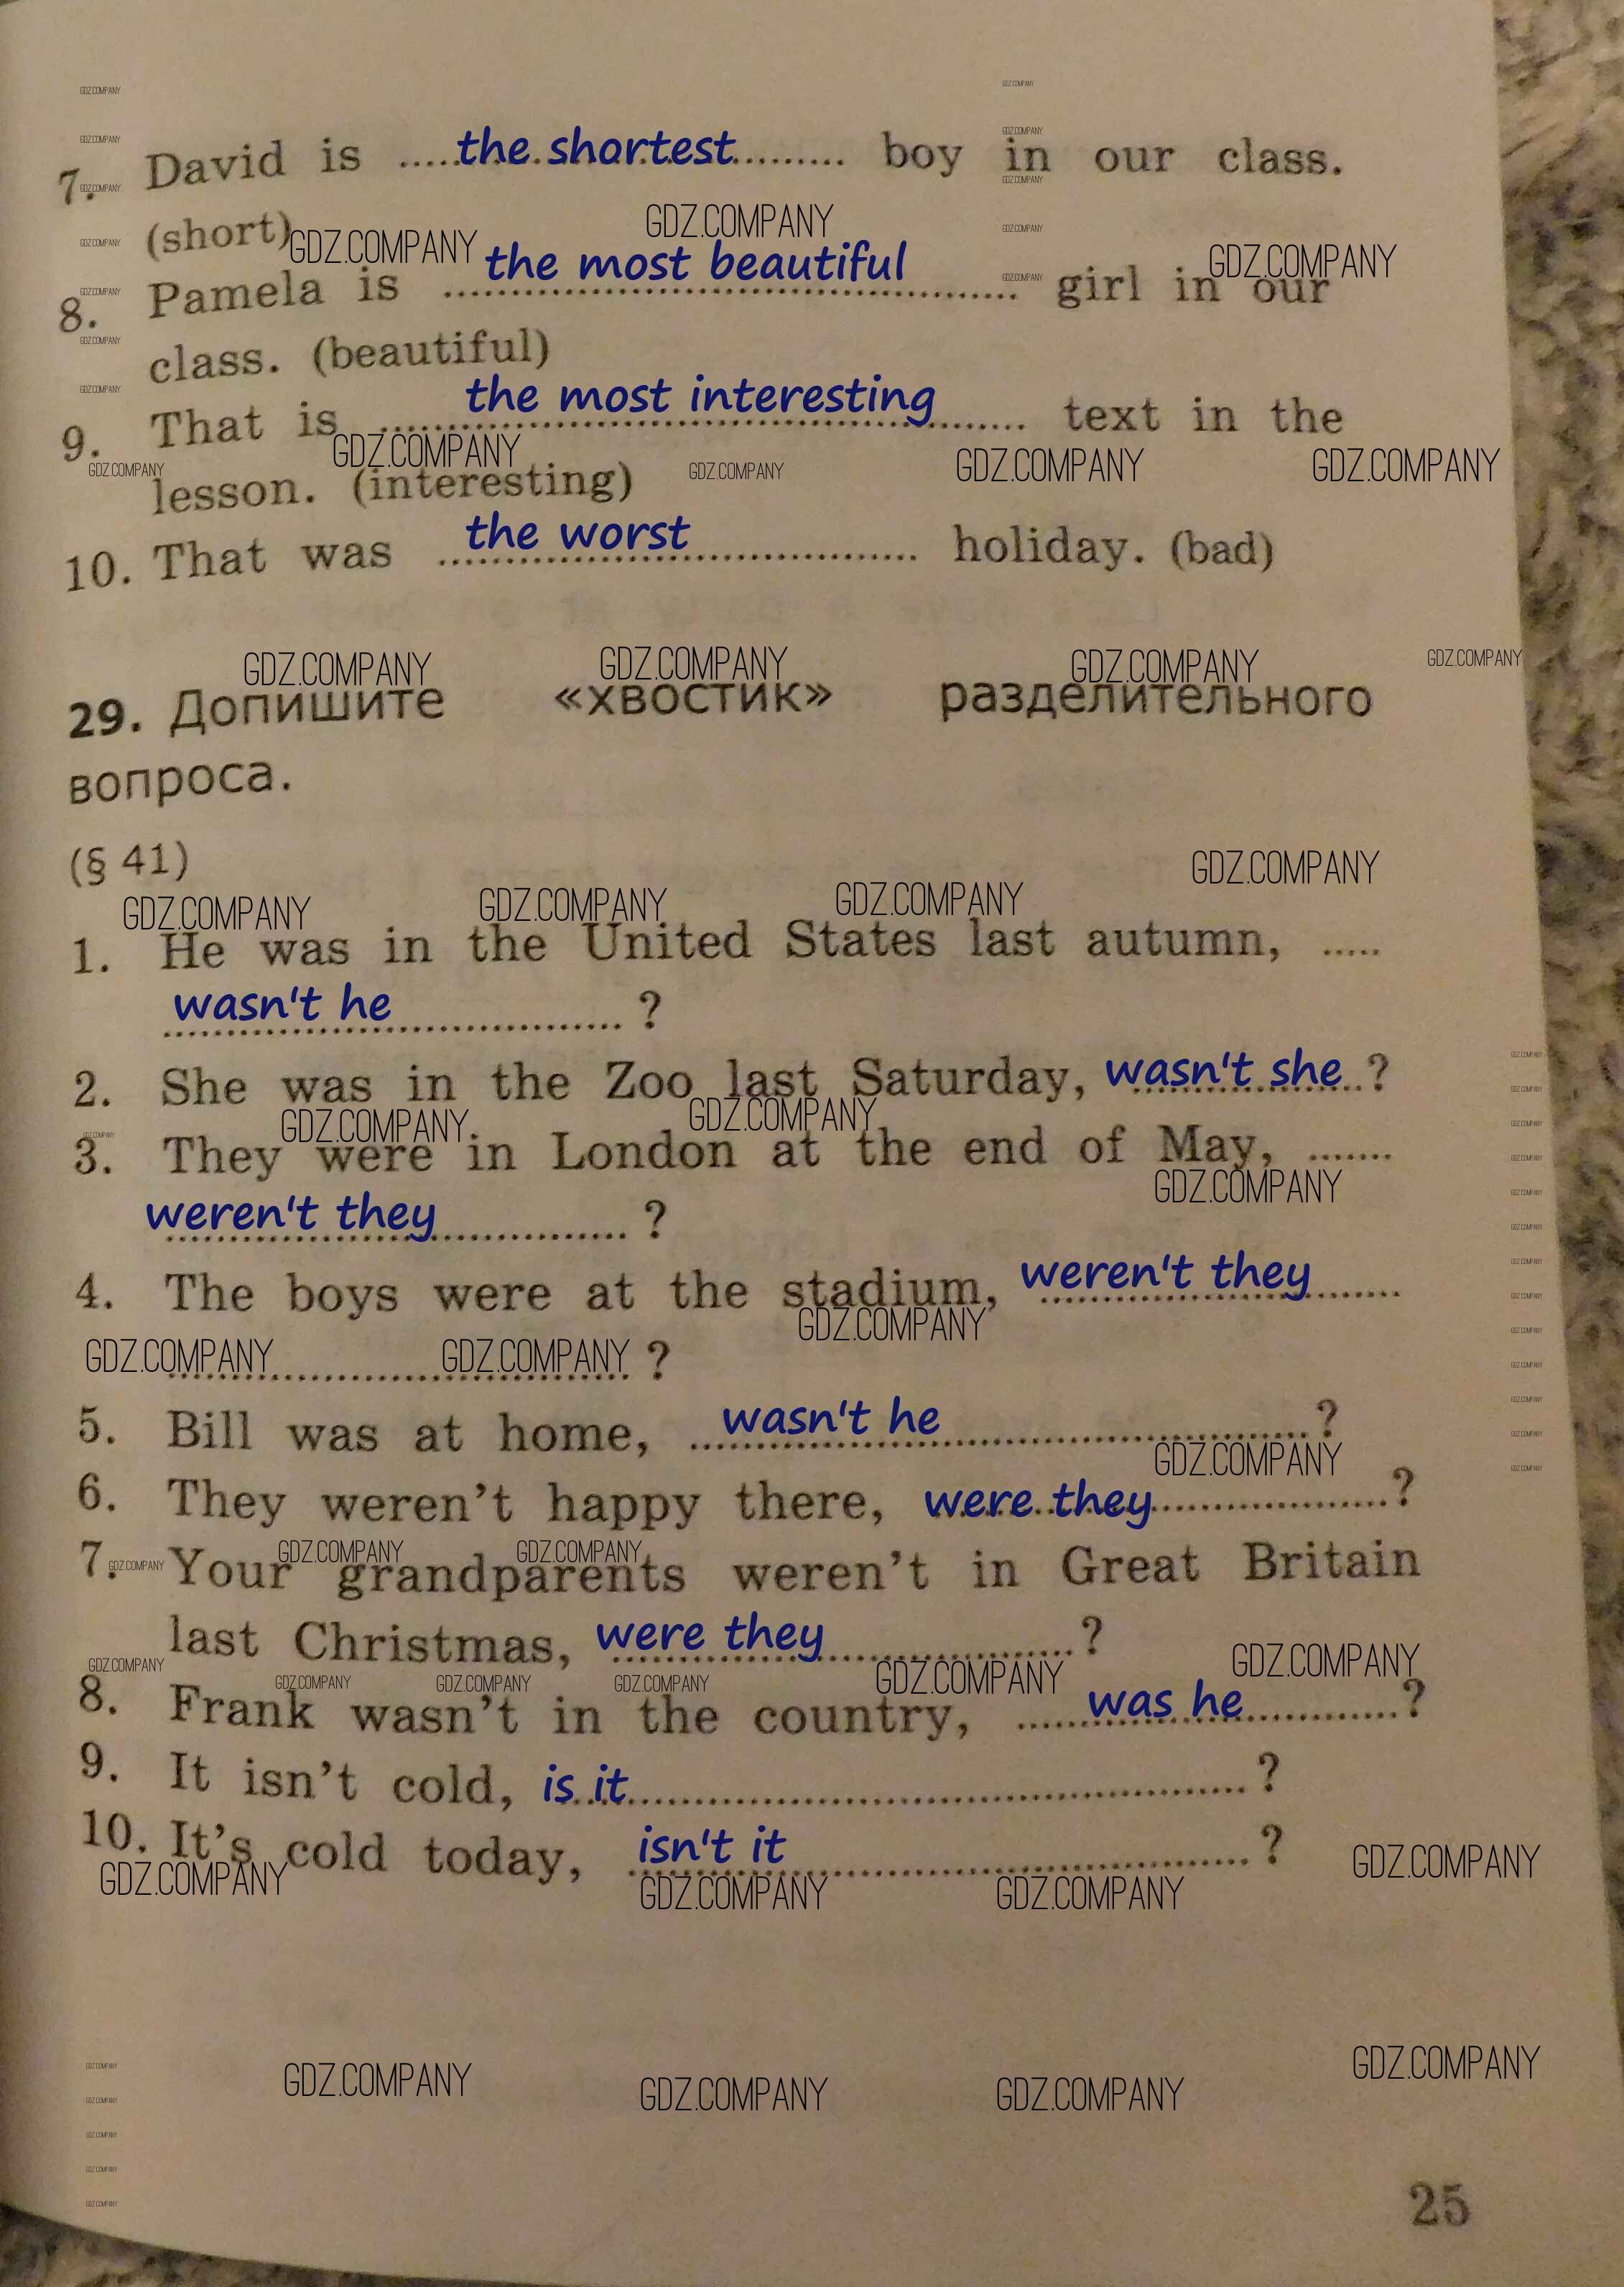 7. David is .....the shortest......... boy in our class.
(short)
8. Pamela is the most beautiful girl in our
class. (beautiful)
9. That is the most interesting text in the
lesson. (interesting)
10. That was the worst holiday. (bad)
29. Допишите «хвостик» разделительного
вопроса.
(§ 41)
1. He was in the United States last autumn, .....
wasn't he ?
2. She was in the Zoo last Saturday, wasn't she ?
3. They were in London at the end of May, .......
weren't they ?
4. The boys were at the stadium, weren't they
?
5. Bill was at home, wasn't he ?
6. They weren't happy there, were they ?
7. Your grandparents weren't in Great Britain
last Christmas, were they ?
8. Frank wasn't in the country, was he ?
9. It isn't cold, is it ?
10. It's cold today, isn't it ?
GDZ.COMPANY
25